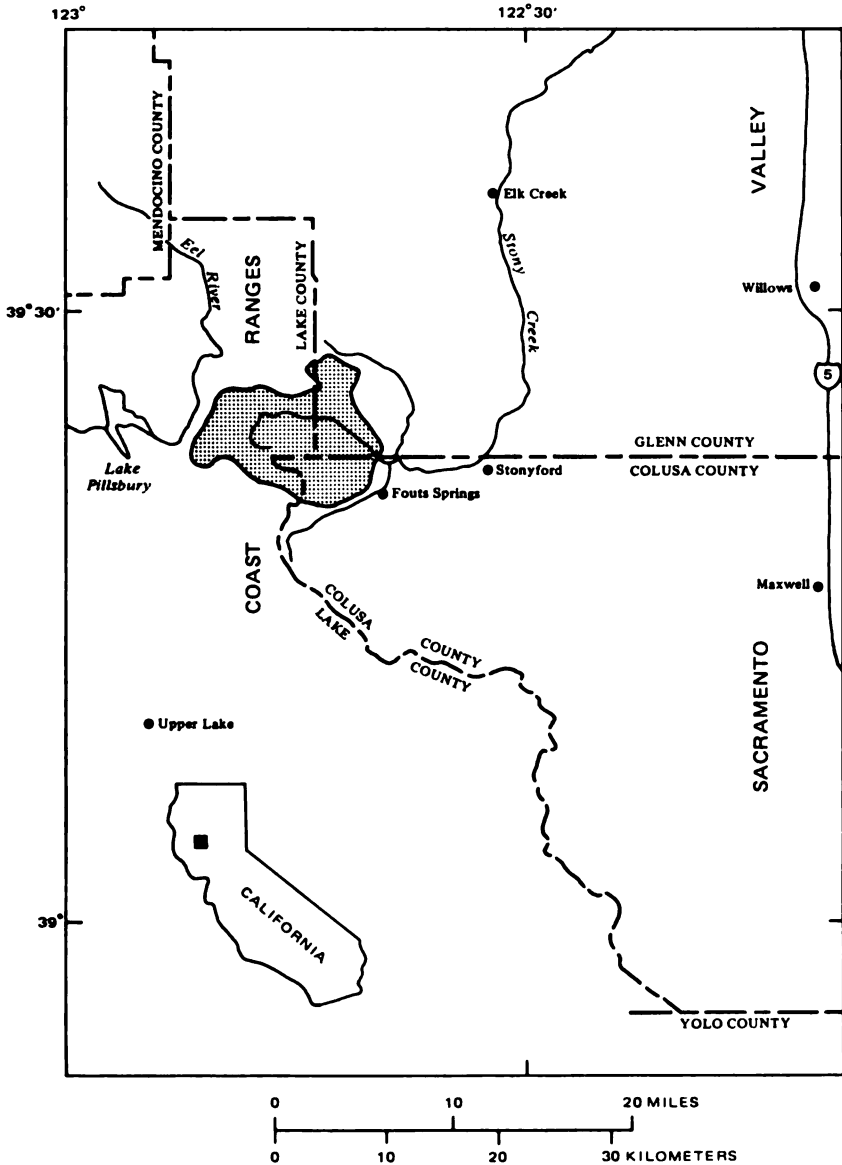 123°
122°30'
MENDOCINO COUNTY
VALLEY
Elk Creek
Eel
River
RANGES
LAKE COUNTY
Stony
Creek
Willows
39°30'
5
GLENN COUNTY
COLUSA COUNTY
Lake
Pillsbury
Stonyford
Fouts Springs
COAST
Maxwell
COLUSA
LAKE
COUNTY
COUNTY
SACRAMENTO
Upper Lake
CALIFORNIA
39°
YOLO COUNTY
0 10 20 MILES
0 10 20 30 KILOMETERS